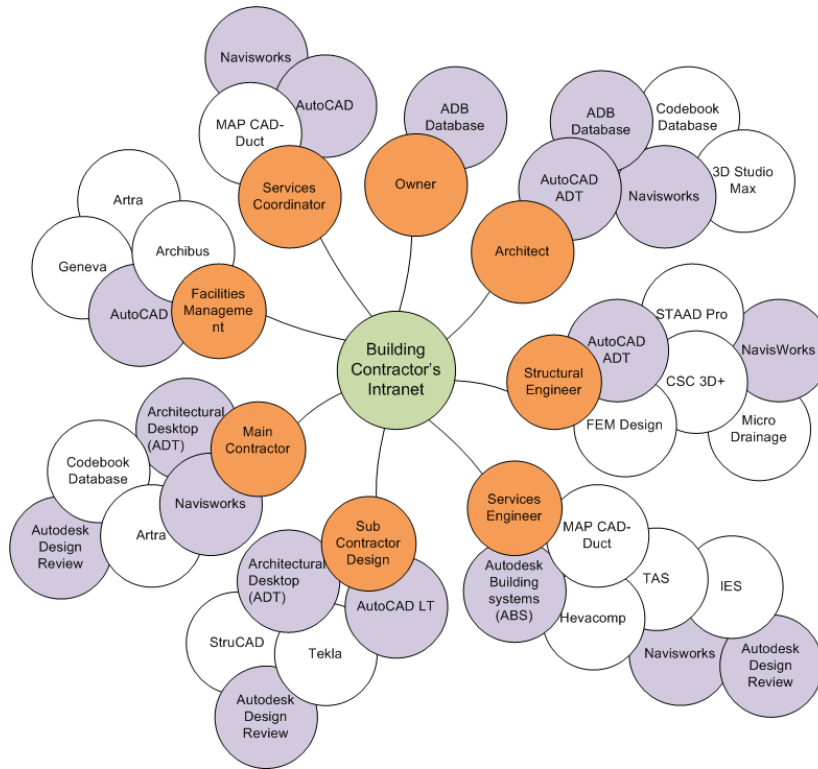 Navisworks
AutoCAD
MAP CAD-
Duct
Services
Coordinator
ADB
Database
Owner
ADB
Database
Codebook
Database
AutoCAD
ADT
Navisworks
3D Studio
Max
Architect
Artra
Geneva
Archibus
AutoCAD
Facilities
Manageme
nt
Building
Contractor's
Intranet
Structural
Engineer
AutoCAD
ADT
STAAD Pro
NavisWorks
CSC 3D+
FEM Design
Micro
Drainage
Architectural
Desktop
(ADT)
Main
Contractor
Codebook
Database
Navisworks
Artra
Autodesk
Design
Review
Sub
Contractor
Design
Architectural
Desktop
(ADT)
AutoCAD LT
StruCAD
Tekla
Autodesk
Design
Review
Services
Engineer
MAP CAD-
Duct
Autodesk
Building
systems
(ABS)
Hevacomp
TAS
IES
Navisworks
Autodesk
Design
Review